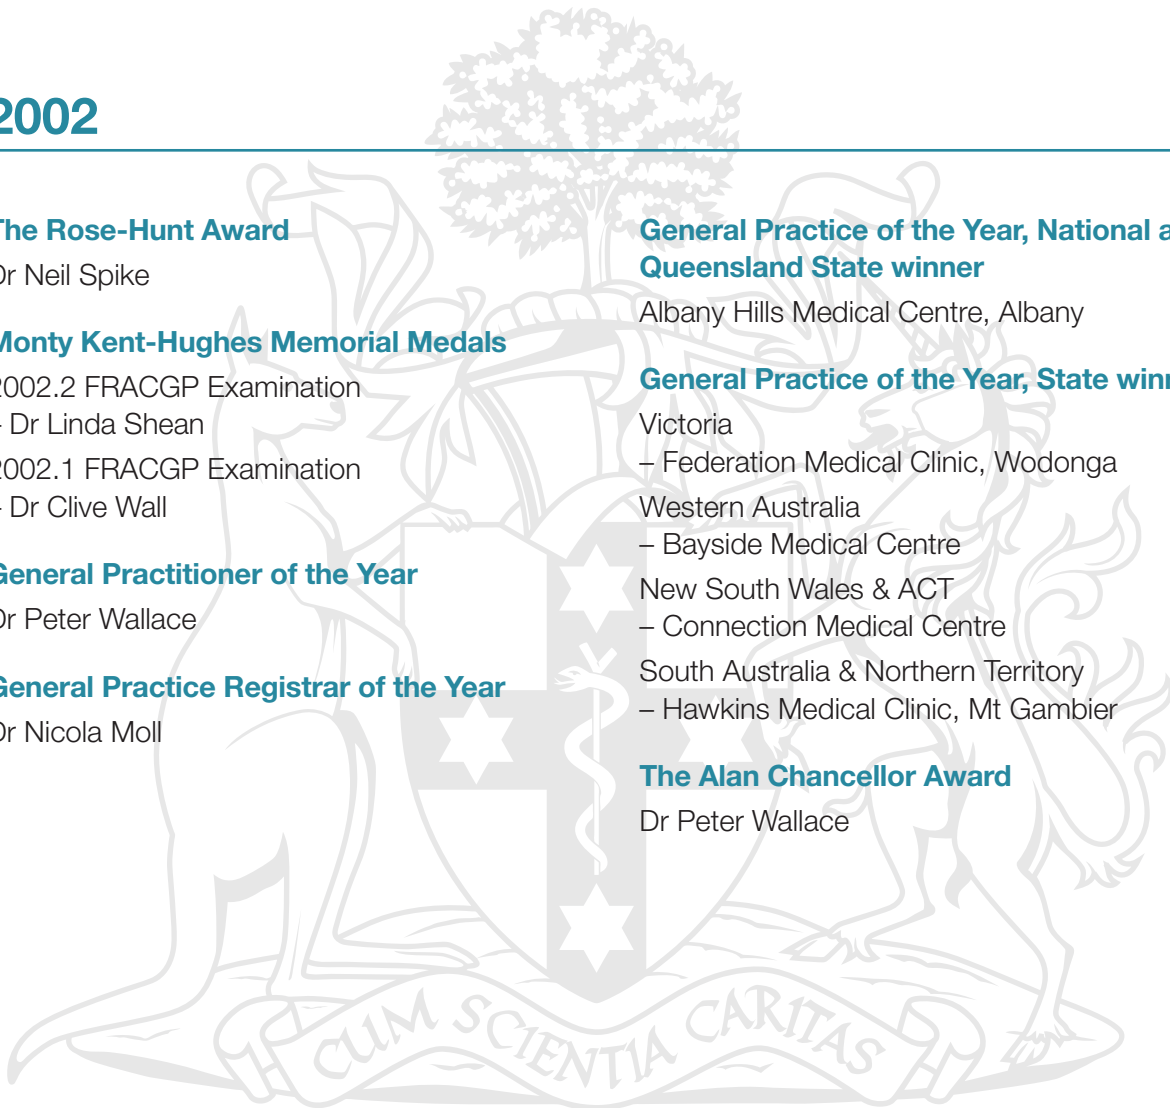 2002
The Rose-Hunt Award
Dr Neil Spike
Monty Kent-Hughes Memorial Medals
2002.2 FRACGP Examination
– Dr Linda Shean
2002.1 FRACGP Examination
– Dr Clive Wall
General Practitioner of the Year
Dr Peter Wallace
General Practice Registrar of the Year
Dr Nicola Moll
General Practice of the Year, National a
Queensland State winner
Albany Hills Medical Centre, Albany
General Practice of the Year, State winn
Victoria
– Federation Medical Clinic, Wodonga
Western Australia
– Bayside Medical Centre
New South Wales & ACT
– Connection Medical Centre
South Australia & Northern Territory
– Hawkins Medical Clinic, Mt Gambier
The Alan Chancellor Award
Dr Peter Wallace
CUM SCIENTIA CARITAS